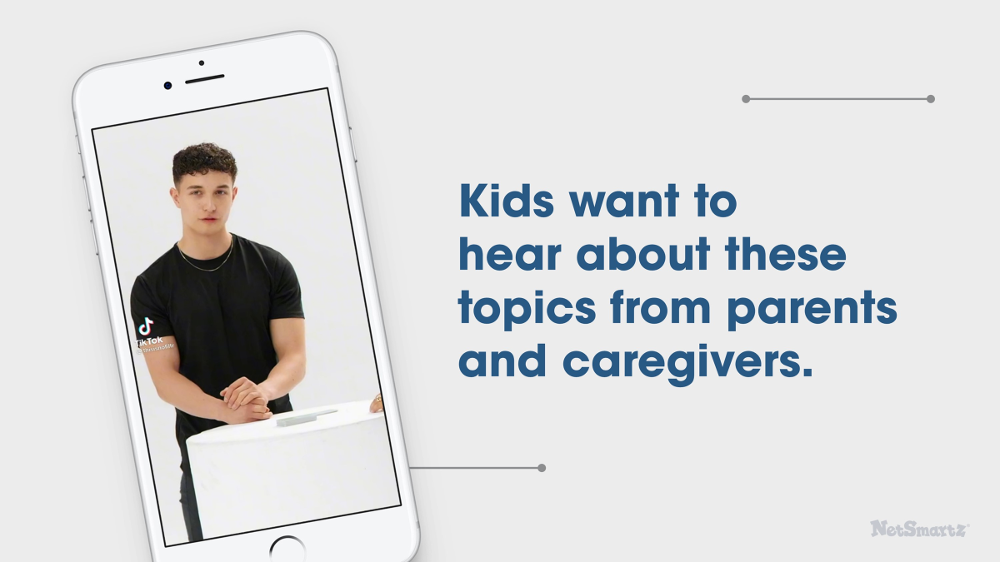 Kids want to
hear about these
topics from parents
and caregivers.
TikTok
NetSmartz